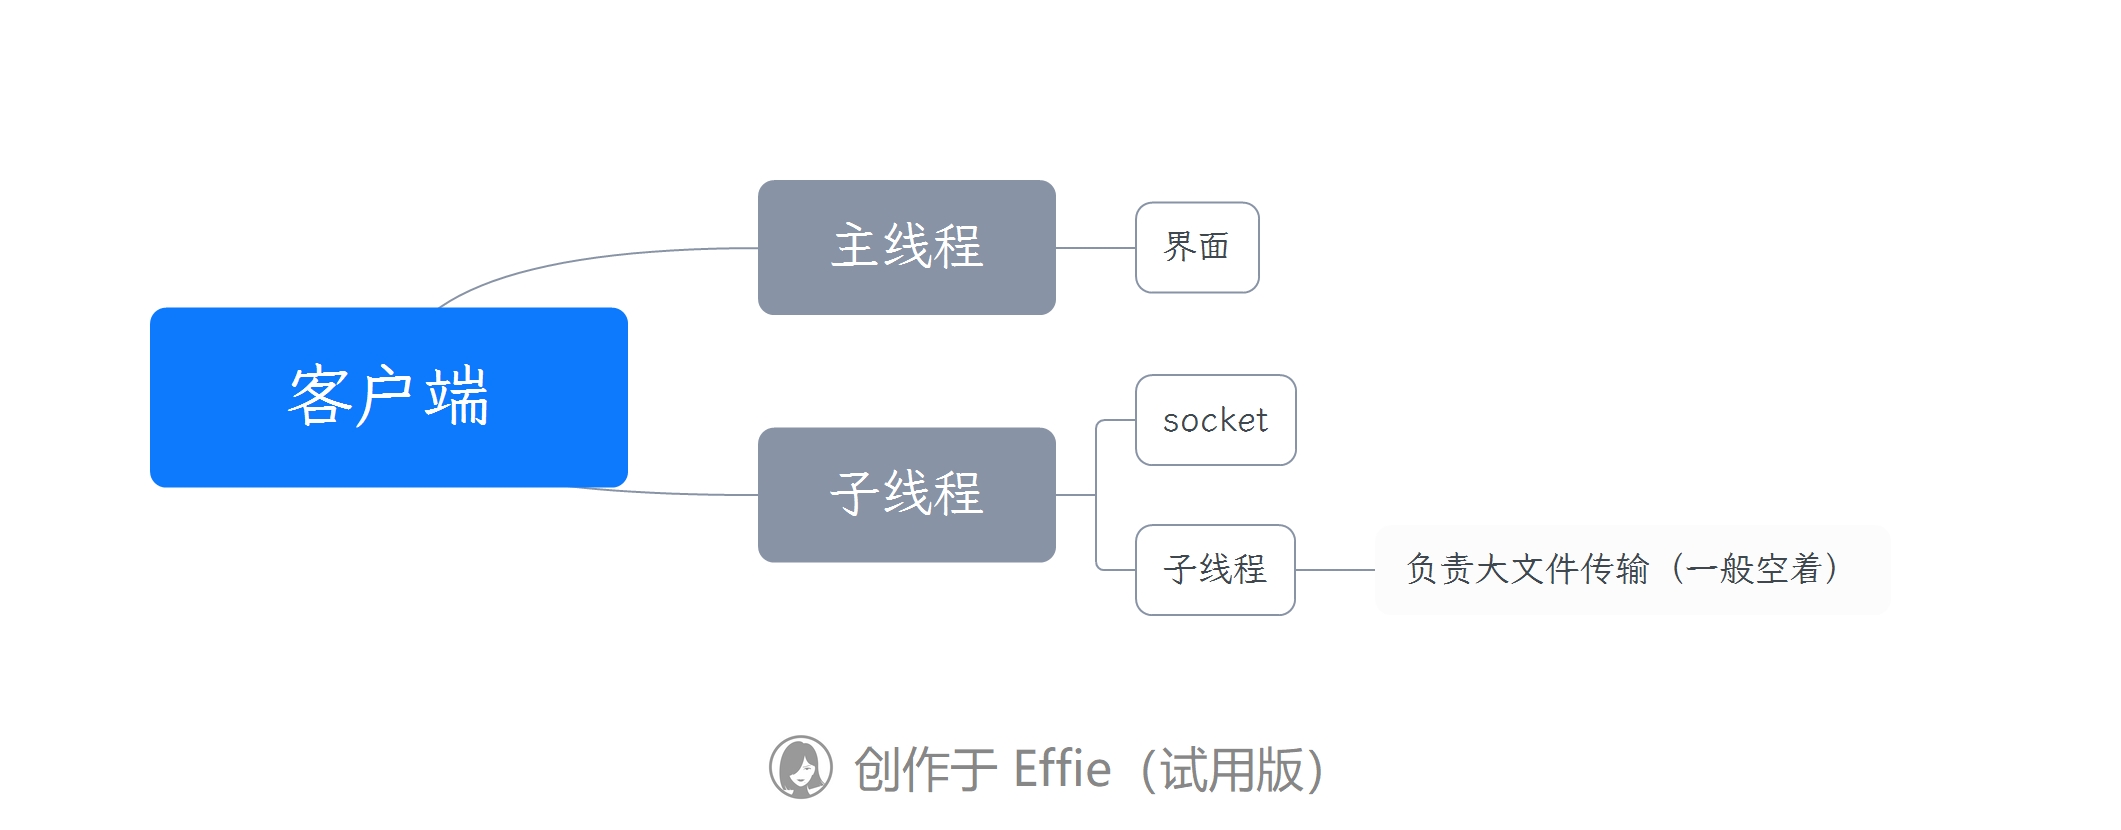 客户端
主线程
界面
子线程
socket
子线程
负责大文件传输（一般空着）
创作于 Effie（试用版）